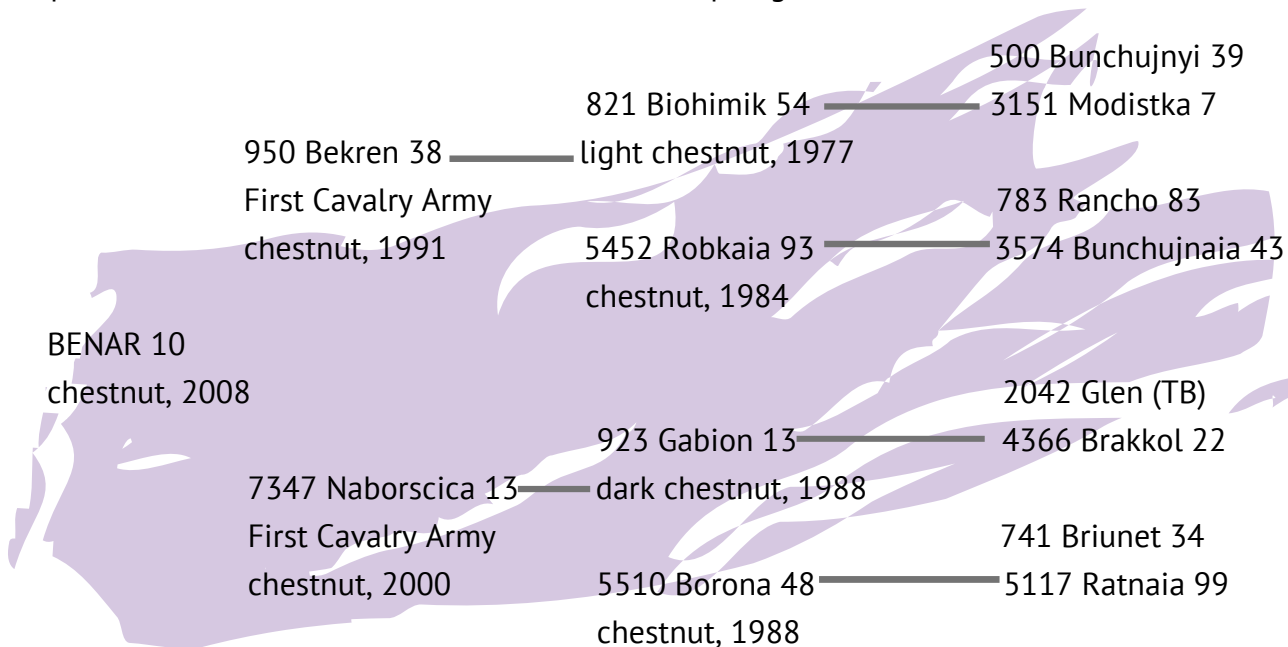 500 Bunchujnyi 39
821 Biohimik 54
3151 Modistka 7
950 Bekren 38
light chestnut, 1977
First Cavalry Army
783 Rancho 83
chestnut, 1991
5452 Robkaia 93
3574 Bunchujnaia 43
chestnut, 1984
BENAR 10
chestnut, 2008
2042 Glen (TB)
923 Gabion 13
4366 Brakkol 22
7347 Naborscica 13
dark chestnut, 1988
First Cavalry Army
741 Briunet 34
chestnut, 2000
5510 Borona 48
5117 Ratnaia 99
chestnut, 1988